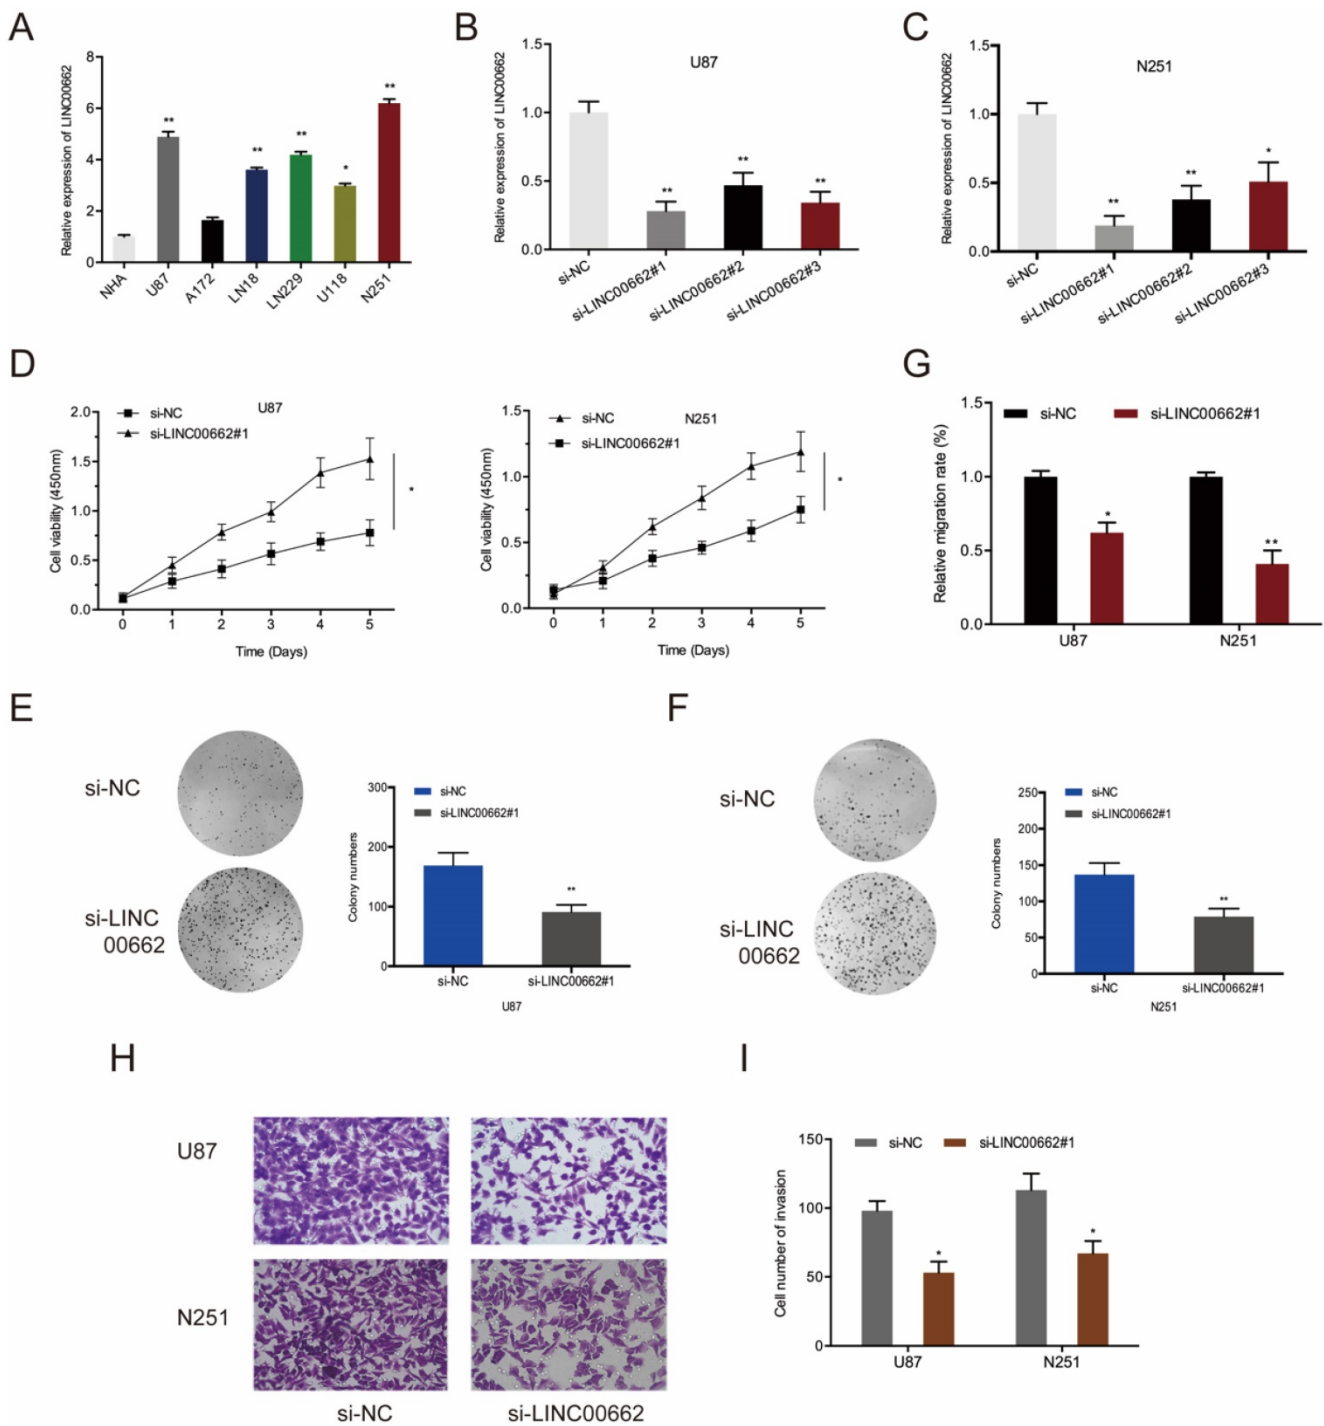 A
Relative expression of LINC00662
8
6
4
2
0
**
**
**
*
**
NHA
U87
A172
LN18
LN229
U118
N251
B
U87
Relative expression of LINC00662
1.5
1.0
0.5
0.0
**
**
**
si-NC
si-LINC00662#1
si-LINC00662#2
si-LINC00662#3
C
N251
Relative expression of LINC00662
1.5
1.0
0.5
0.0
**
**
*
si-NC
si-LINC00662#1
si-LINC00662#2
si-LINC00662#3
D
U87
si-NC
si-LINC00662#1
Cell viability (450nm)
2.0
1.5
1.0
0.5
0.0
*
0 1 2 3 4 5
Time (Days)
N251
si-NC
si-LINC00662#1
Cell viability (450nm)
1.5
1.0
0.5
0.0
*
0 1 2 3 4 5
Time (Days)
G
si-NC si-LINC00662#1
Relative migration rate (%)
1.5
1.0
0.5
0.0
*
**
U87 N251
E
si-NC
si-LINC
00662
si-NC
si-LINC00662#1
Colony numbers
300
200
100
0
**
si-NC si-LINC00662#1
U87
F
si-NC
si-LINC
00662
si-NC
si-LINC00662#1
Colony numbers
250
200
150
100
50
0
**
si-NC si-LINC00662#1
N251
H
U87
N251
si-NC si-LINC00662
I
si-NC si-LINC00662#1
Cell number of invasion
150
100
50
0
*
*
U87 N251